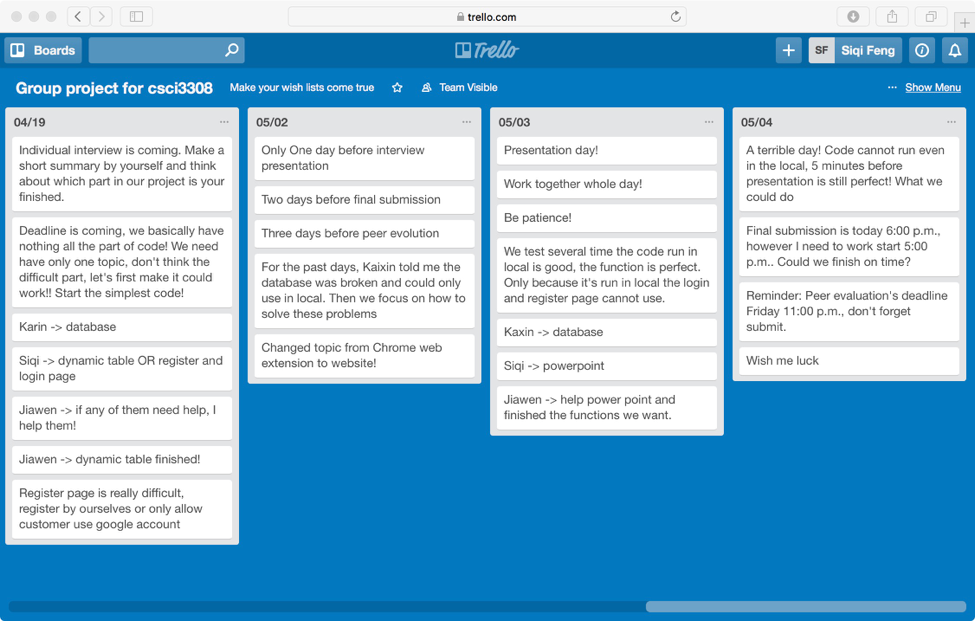 trello.com
Boards
Trello
+
SF
Siqi Feng
Group project for csci3308
Make your wish lists come true
Team Visible
... Show Menu
04/19
Individual interview is coming. Make a
short summary by yourself and think
about which part in our project is your
finished.
Deadline is coming, we basically have
nothing all the part of code! We need
have only one topic, don't think the
difficult part, let's first make it could
work!! Start the simplest code!
Karin -> database
Siqi -> dynamic table OR register and
login page
Jiawen -> if any of them need help, I
help them!
Jiawen -> dynamic table finished!
Register page is really difficult,
register by ourselves or only allow
customer use google account
05/02
Only One day before interview
presentation
Two days before final submission
Three days before peer evolution
For the past days, Kaixin told me the
database was broken and could only
use in local. Then we focus on how to
solve these problems
Changed topic from Chrome web
extension to website!
05/03
Presentation day!
Work together whole day!
Be patience!
We test several time the code run in
local is good, the function is perfect.
Only because it's run in local the login
and register page cannot use.
Kaxin -> database
Siqi -> powerpoint
Jiawen -> help power point and
finished the functions we want.
05/04
A terrible day! Code cannot run even
in the local, 5 minutes before
presentation is still perfect! What we
could do
Final submission is today 6:00 p.m.,
however I need to work start 5:00
p.m.. Could we finish on time?
Reminder: Peer evaluation's deadline
Friday 11:00 p.m., don't forget
submit.
Wish me luck